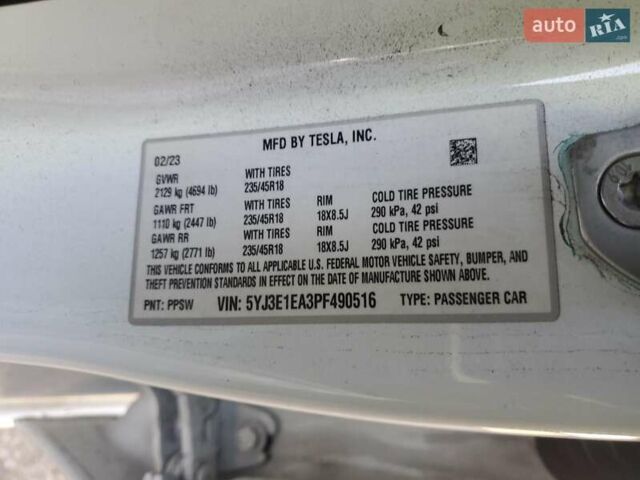 auto RIA .com
MFD BY TESLA, INC.
02/23
GVWR WITH TIRES
2129 kg (4694 lb) 235/45R18
GAWR FRT WITH TIRES RIM COLD TIRE PRESSURE
1110 kg (2447 lb) 235/45R18 18X8.5J 290 kPa, 42 psi
GAWR RR WITH TIRES RIM COLD TIRE PRESSURE
1257 kg (2771 lb) 235/45R18 18X8.5J 290 kPa, 42 psi
THIS VEHICLE CONFORMS TO ALL APPLICABLE U.S. FEDERAL MOTOR VEHICLE SAFETY, BUMPER, AND
THEFT PREVENTION STANDARDS IN EFFECT ON THE DATE OF MANUFACTURE SHOWN ABOVE.
PNT: PPSW VIN: 5YJ3E1EA3PF490516 TYPE: PASSENGER CAR